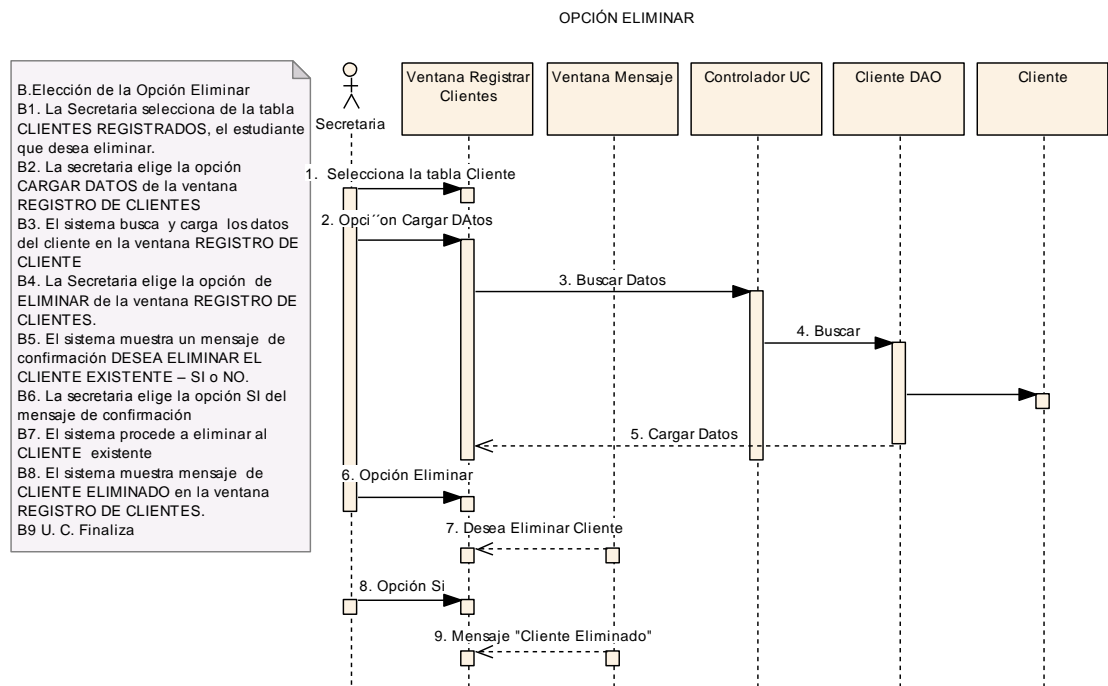 OPCIÓN ELIMINAR
B.Elección de la Opción Eliminar
B1. La Secretaria selecciona de la tabla
CLIENTES REGISTRADOS, el estudiante
que desea eliminar.
B2. La secretaria elige la opción
CARGAR DATOS de la ventana
REGISTRO DE CLIENTES
B3. El sistema busca y carga los datos
del cliente en la ventana REGISTRO DE
CLIENTE
B4. La Secretaria elige la opción de
ELIMINAR de la ventana REGISTRO DE
CLIENTES.
B5. El sistema muestra un mensaje de
confirmación DESEA ELIMINAR EL
CLIENTE EXISTENTE – SI o NO.
B6. La secretaria elige la opción SI del
mensaje de confirmación
B7. El sistema procede a eliminar al
CLIENTE existente
B8. El sistema muestra mensaje de
CLIENTE ELIMINADO en la ventana
REGISTRO DE CLIENTES.
B9 U. C. Finaliza
Secretaria
Ventana Registrar
Clientes
Ventana Mensaje
Controlador UC
Cliente DAO
Cliente
1. Selecciona la tabla Cliente
2. Opci´´on Cargar DAtos
3. Buscar Datos
4. Buscar
5. Cargar Datos
6. Opción Eliminar
7. Desea Eliminar Cliente
8. Opción Si
9. Mensaje "Cliente Eliminado"